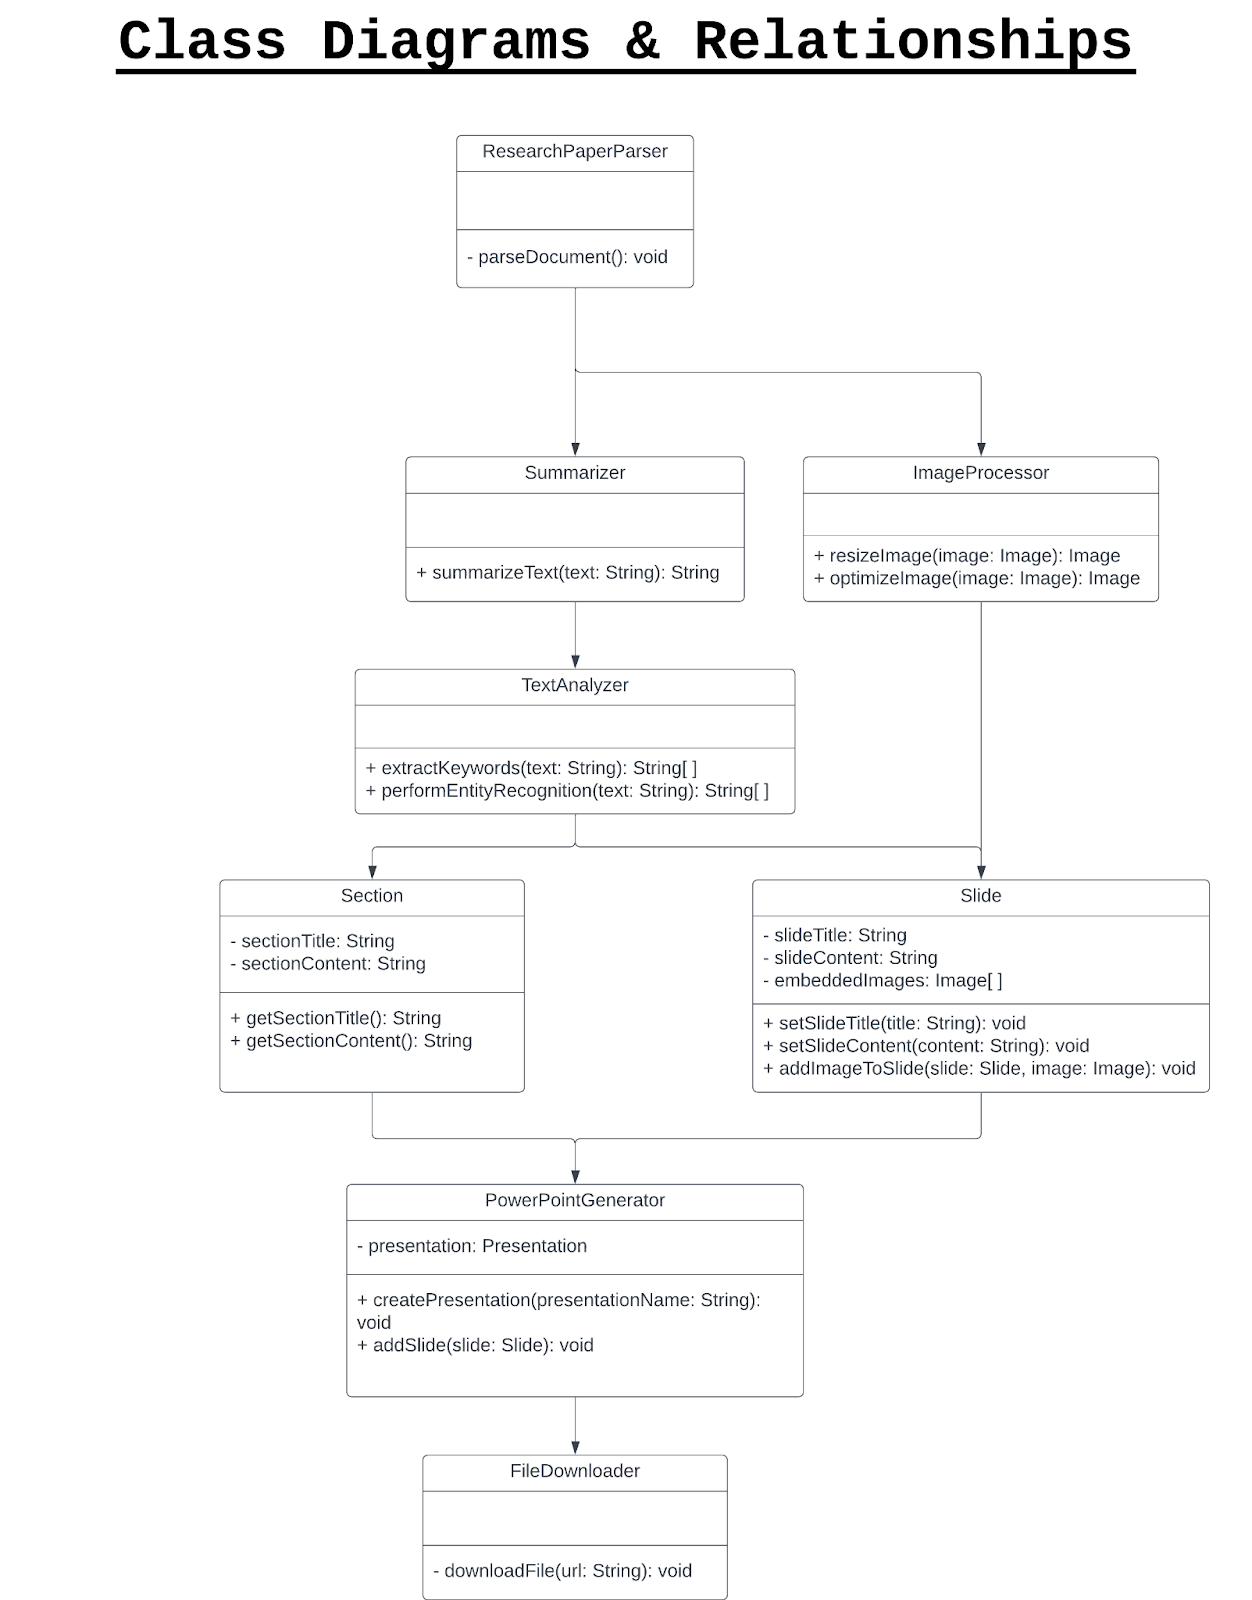 Class Diagrams & Relationships
ResearchPaperParser
- parseDocument(): void
Summarizer
+ summarizeText(text: String): String
ImageProcessor
+ resizeImage(image: Image): Image
+ optimizeImage(image: Image): Image
TextAnalyzer
+ extractKeywords(text: String): String[ ]
+ performEntityRecognition(text: String): String[ ]
Section
- sectionTitle: String
- sectionContent: String
+ getSectionTitle(): String
+ getSectionContent(): String
Slide
- slideTitle: String
- slideContent: String
- embeddedImages: Image[ ]
+ setSlideTitle(title: String): void
+ setSlideContent(content: String): void
+ addImageToSlide(slide: Slide, image: Image): void
PowerPointGenerator
- presentation: Presentation
+ createPresentation(presentationName: String):
void
+ addSlide(slide: Slide): void
FileDownloader
- downloadFile(url: String): void